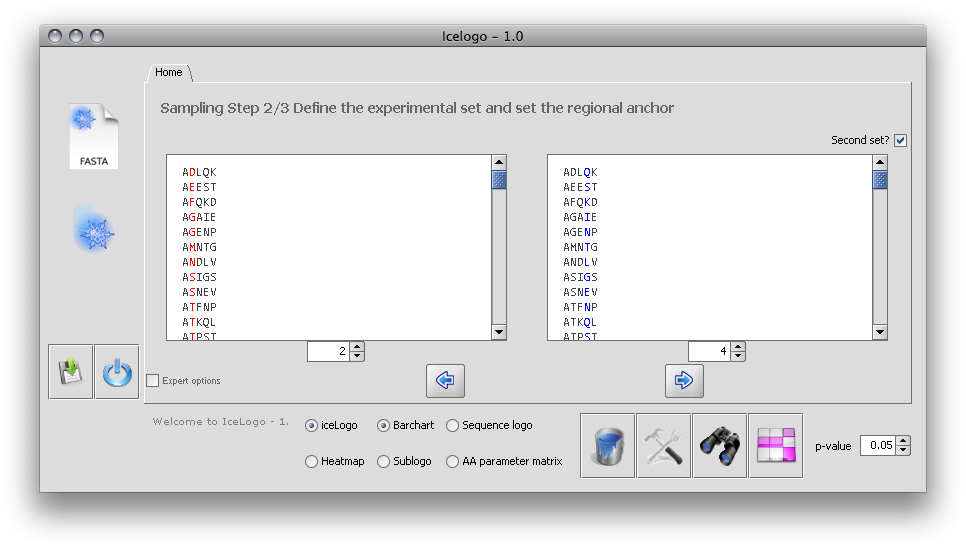 Icelogo - 1.0
Home
Sampling Step 2/3 Define the experimental set and set the regional anchor
FASTA
Second set?
ADLQK
AEEST
AFQKD
AGAIE
AGENP
AMNTG
ANDLV
ASIGS
ASNEV
ATFNP
ATKQL
ATPST
ADLQK
AEEST
AFQKD
AGAIE
AGENP
AMNTG
ANDLV
ASIGS
ASNEV
ATFNP
ATKQL
ATPST
2
4
Expert options
Welcome to IceLogo - 1.
iceLogo
Barchart
Sequence logo
Heatmap
Sublogo
AA parameter matrix
p-value
0.05